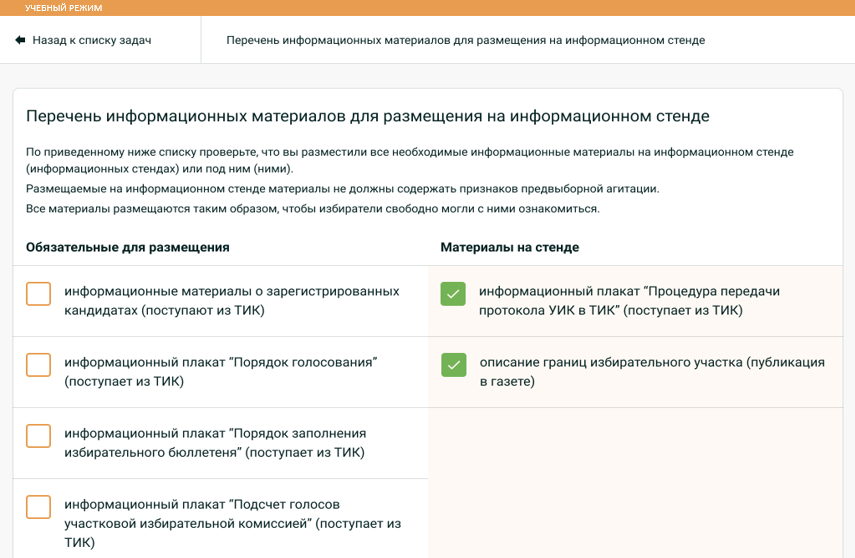 УЧЕБНЫЙ РЕЖИМ
Назад к списку задач
Перечень информационных материалов для размещения на информационном стенде
Перечень информационных материалов для размещения на информационном стенде
По приведенному ниже списку проверьте, что вы разместили все необходимые информационные материалы на информационном стенде
(информационных стендах) или под ним (ними).
Размещаемые на информационном стенде материалы не должны содержать признаков предвыборной агитации.
Все материалы размещаются таким образом, чтобы избиратели свободно могли с ними ознакомиться.
Обязательные для размещения
информационные материалы о зарегистрированных
кандидатах (поступают из ТИК)
информационный плакат “Порядок голосования”
(поступает из ТИК)
информационный плакат “Порядок заполнения
избирательного бюллетеня” (поступает из ТИК)
информационный плакат “Подсчет голосов
участковой избирательной комиссией” (поступает из
ТИК)
Материалы на стенде
информационный плакат “Процедура передачи
протокола УИК в ТИК” (поступает из ТИК)
описание границ избирательного участка (публикация
в газете)